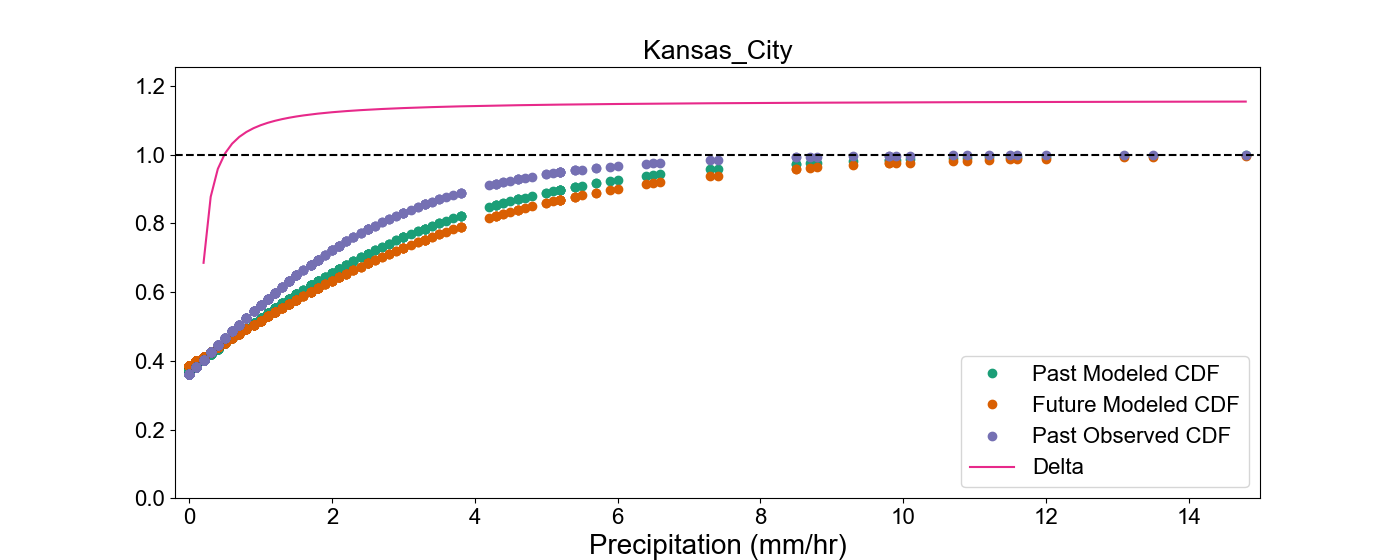 Kansas_City
1.2
1.0
0.8
0.6
0.4
0.2
0.0
0 2 4 6 8 10 12 14
Precipitation (mm/hr)
Past Modeled CDF
Future Modeled CDF
Past Observed CDF
Delta